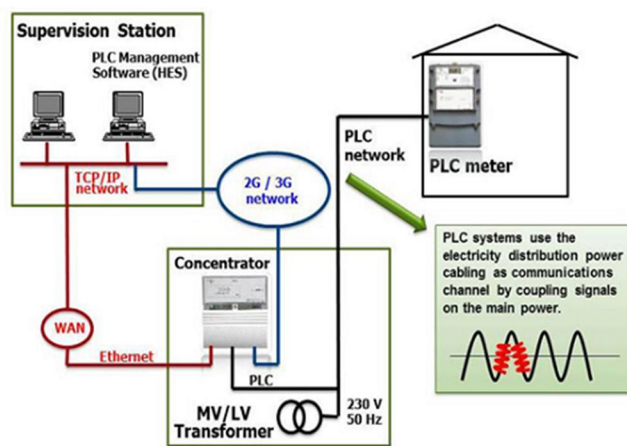 Supervision Station
PLC Management
Software (HES)
TCP/IP
network
2G / 3G
network
PLC
network
PLC meter
PLC systems use the
electricity distribution power
cabling as communications
channel by coupling signals
on the main power.
Concentrator
WAN
Ethernet
PLC
MV/LV
Transformer
230 V
50 Hz